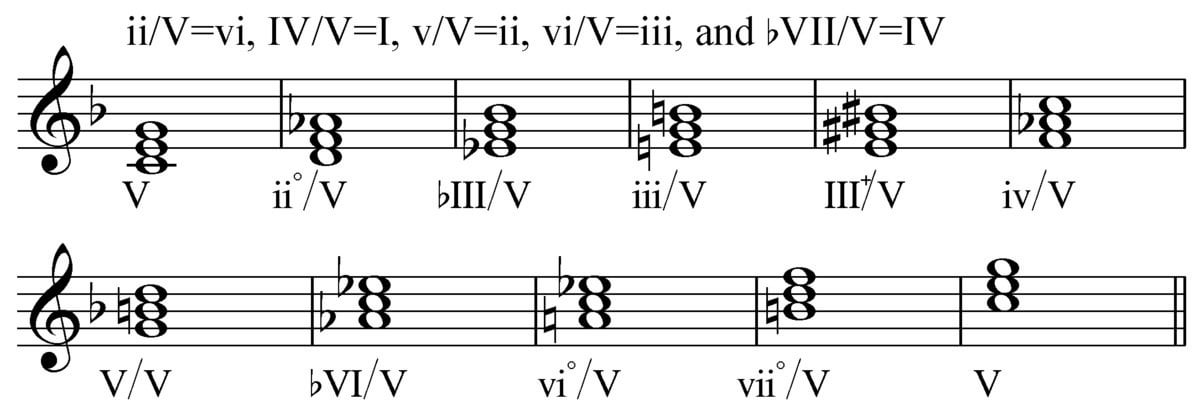 ii/V=vi, IV/V=I, v/V=ii, vi/V=iii, and ♭VII/V=IV
V ii°/V ♭III/V iii/V III+/V iv/V
V/V ♭VI/V vi°/V vii°/V V